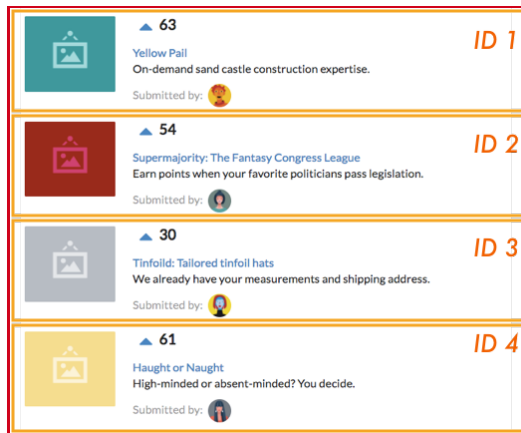 63
ID 1
Yellow Pail
On-demand sand castle construction expertise.
Submitted by:
54
ID 2
Supermajority: The Fantasy Congress League
Earn points when your favorite politicians pass legislation.
Submitted by:
30
ID 3
Tinfoild: Tailored tinfoil hats
We already have your measurements and shipping address.
Submitted by:
61
ID 4
Haught or Naught
High-minded or absent-minded? You decide.
Submitted by: